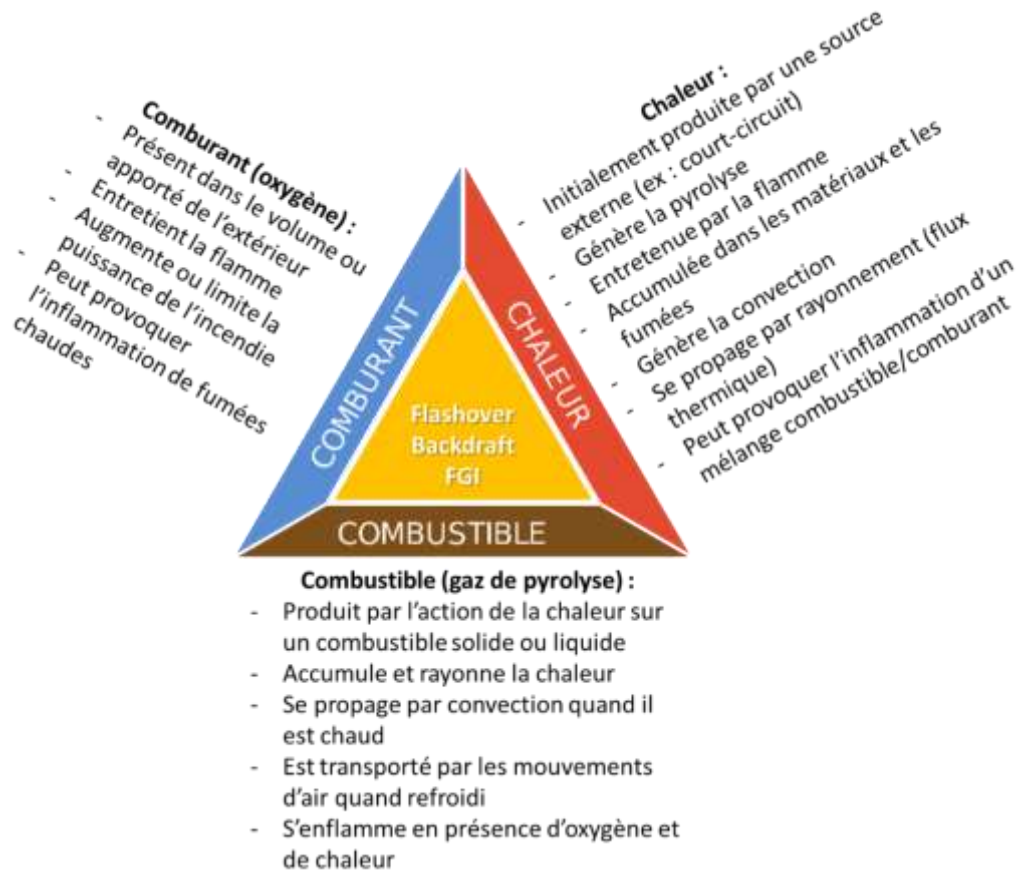 Comburant (oxygène) :
- Présent dans le volume ou
apporté de l'extérieur
- Entretient la flamme
- Augmente ou limite la
puissance de l'incendie
- Peut provoquer
l'inflammation de fumées
chaudes
Chaleur :
- Initialement produite par une source
externe (ex : court-circuit)
- Génère la pyrolyse
- Entretenue par la flamme
- Accumulée dans les matériaux et les
fumées
- Génère la convection
- Se propage par rayonnement (flux
thermique)
- Peut provoquer l'inflammation d'un
mélange combustible/comburant
COMBURANT
CHALEUR
Flashover
Backdraft
FGI
COMBUSTIBLE
Combustible (gaz de pyrolyse) :
- Produit par l'action de la chaleur sur
un combustible solide ou liquide
- Accumule et rayonne la chaleur
- Se propage par convection quand il
est chaud
- Est transporté par les mouvements
d'air quand refroidi
- S'enflamme en présence d'oxygène et
de chaleur